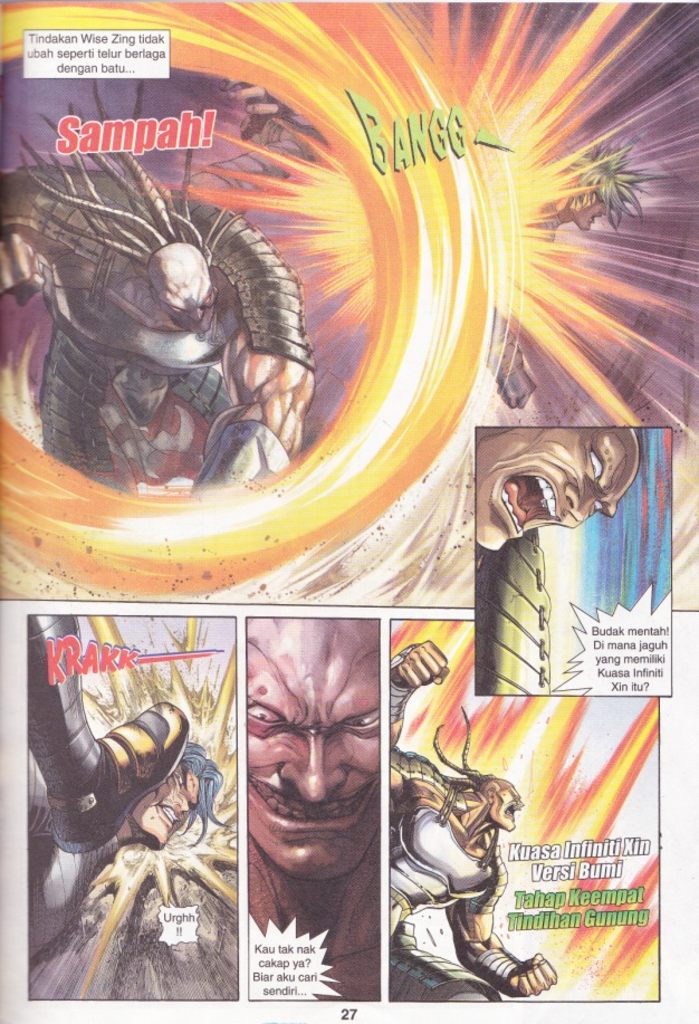 Tindakan Wise Zing tidak
ubah seperti telur berlaga
dengan batu...
Sampah!
BANGG
Budak mentah!
Di mana jaguh
yang memiliki
Kuasa Infiniti
Xin itu?
KRAKK
Urghh
!!
Kau tak nak
cakap ya?
Biar aku cari
sendiri...
Kuasa Infiniti Xin
Versi Bumi
Tahap Keempat
Tindihan Gunung
27